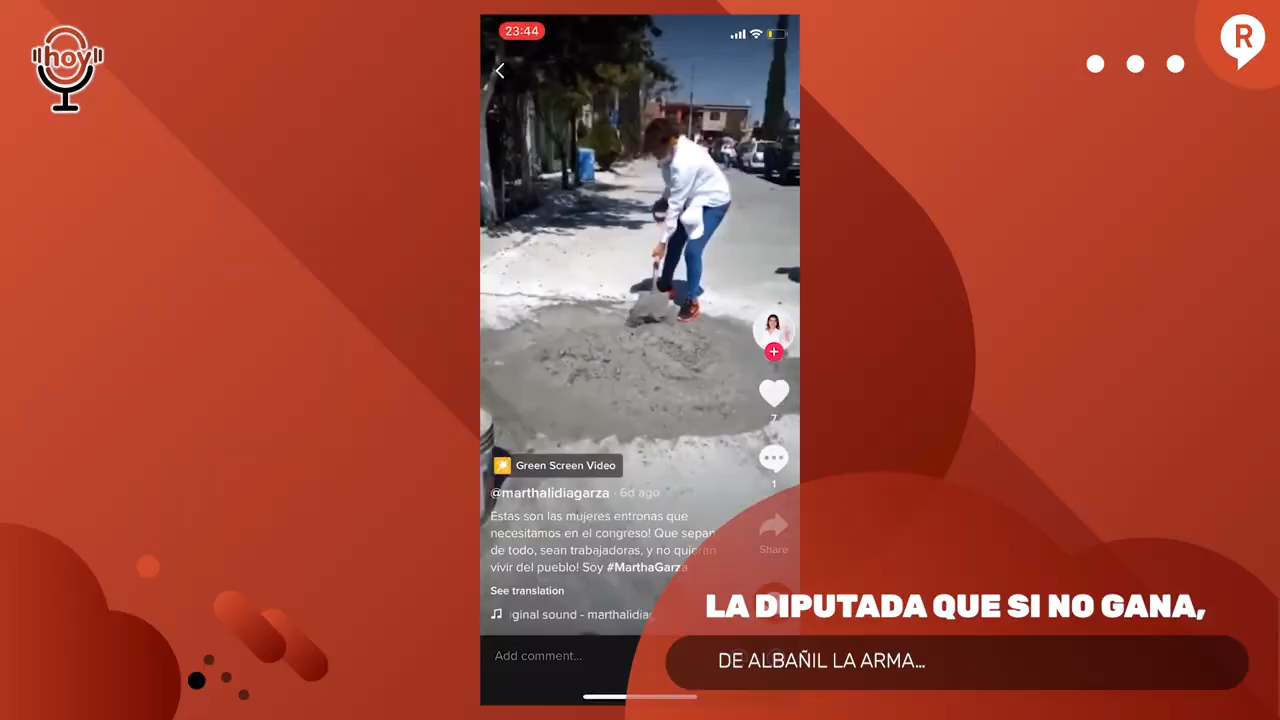 hoy
R
23:44
Green Screen Video
@marthalidiagarza · 6d ago
Estas son las mujeres entronas que
necesitamos en el congreso! Que sepan
de todo, sean trabajadoras, y no quieran
vivir del pueblo! Soy #MarthaGarza
See translation
iginal sound - marthalidia
Add comment...
7
1
Share
LA DIPUTADA QUE SI NO GANA,
DE ALBAÑIL LA ARMA...